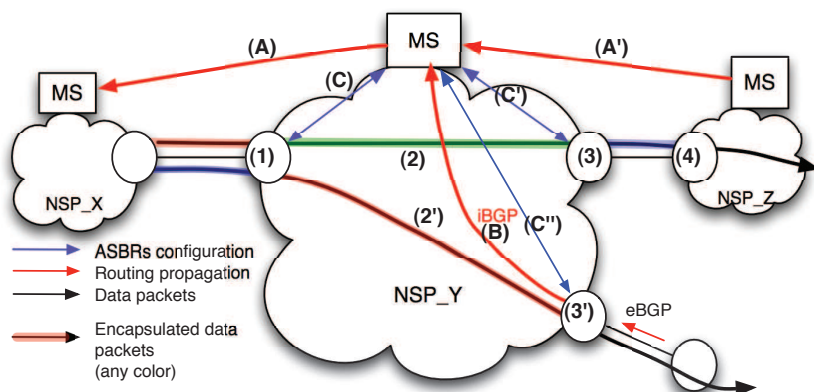 (A)
MS
(A')
MS
(C)
(C')
MS
(1)
(2)
(3)
(4)
NSP_X
NSP_Z
(2')
iBGP
(B)
(C'')
ASBRs configuration
Routing propagation
Data packets
NSP_Y
(3')
eBGP
Encapsulated data
packets
(any color)